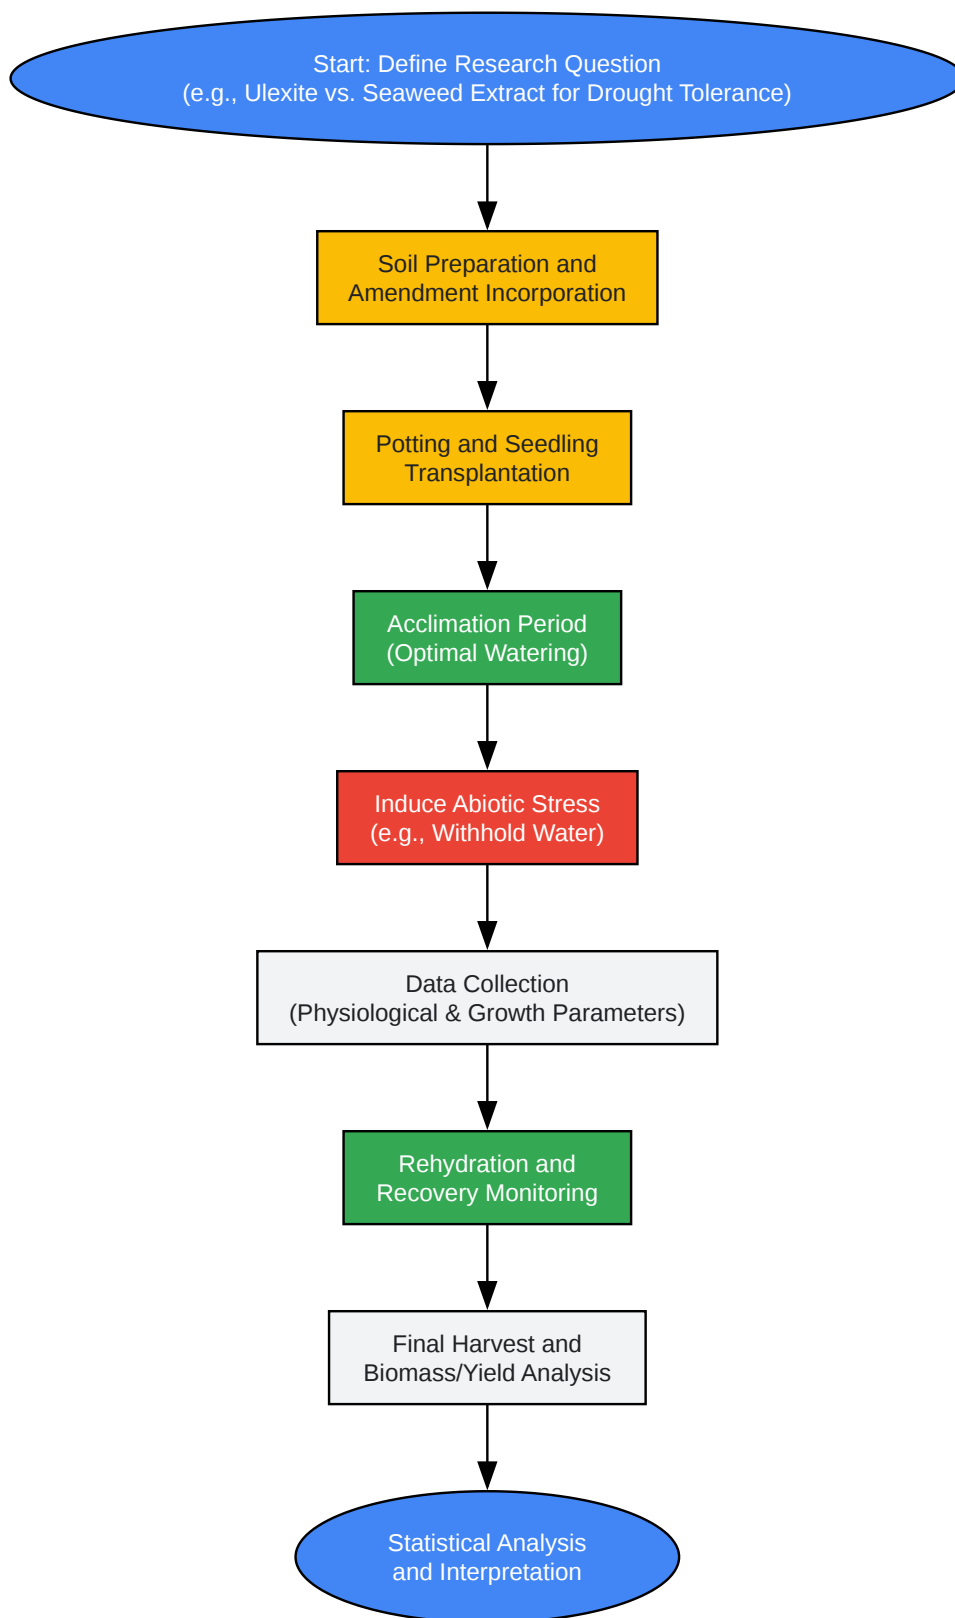 Start: Define Research Question
(e.g., Ulexite vs. Seaweed Extract for Drought Tolerance)
Soil Preparation and
Amendment Incorporation
Potting and Seedling
Transplantation
Acclimation Period
(Optimal Watering)
Induce Abiotic Stress
(e.g., Withhold Water)
Data Collection
(Physiological & Growth Parameters)
Rehydration and
Recovery Monitoring
Final Harvest and
Biomass/Yield Analysis
Statistical Analysis
and Interpretation